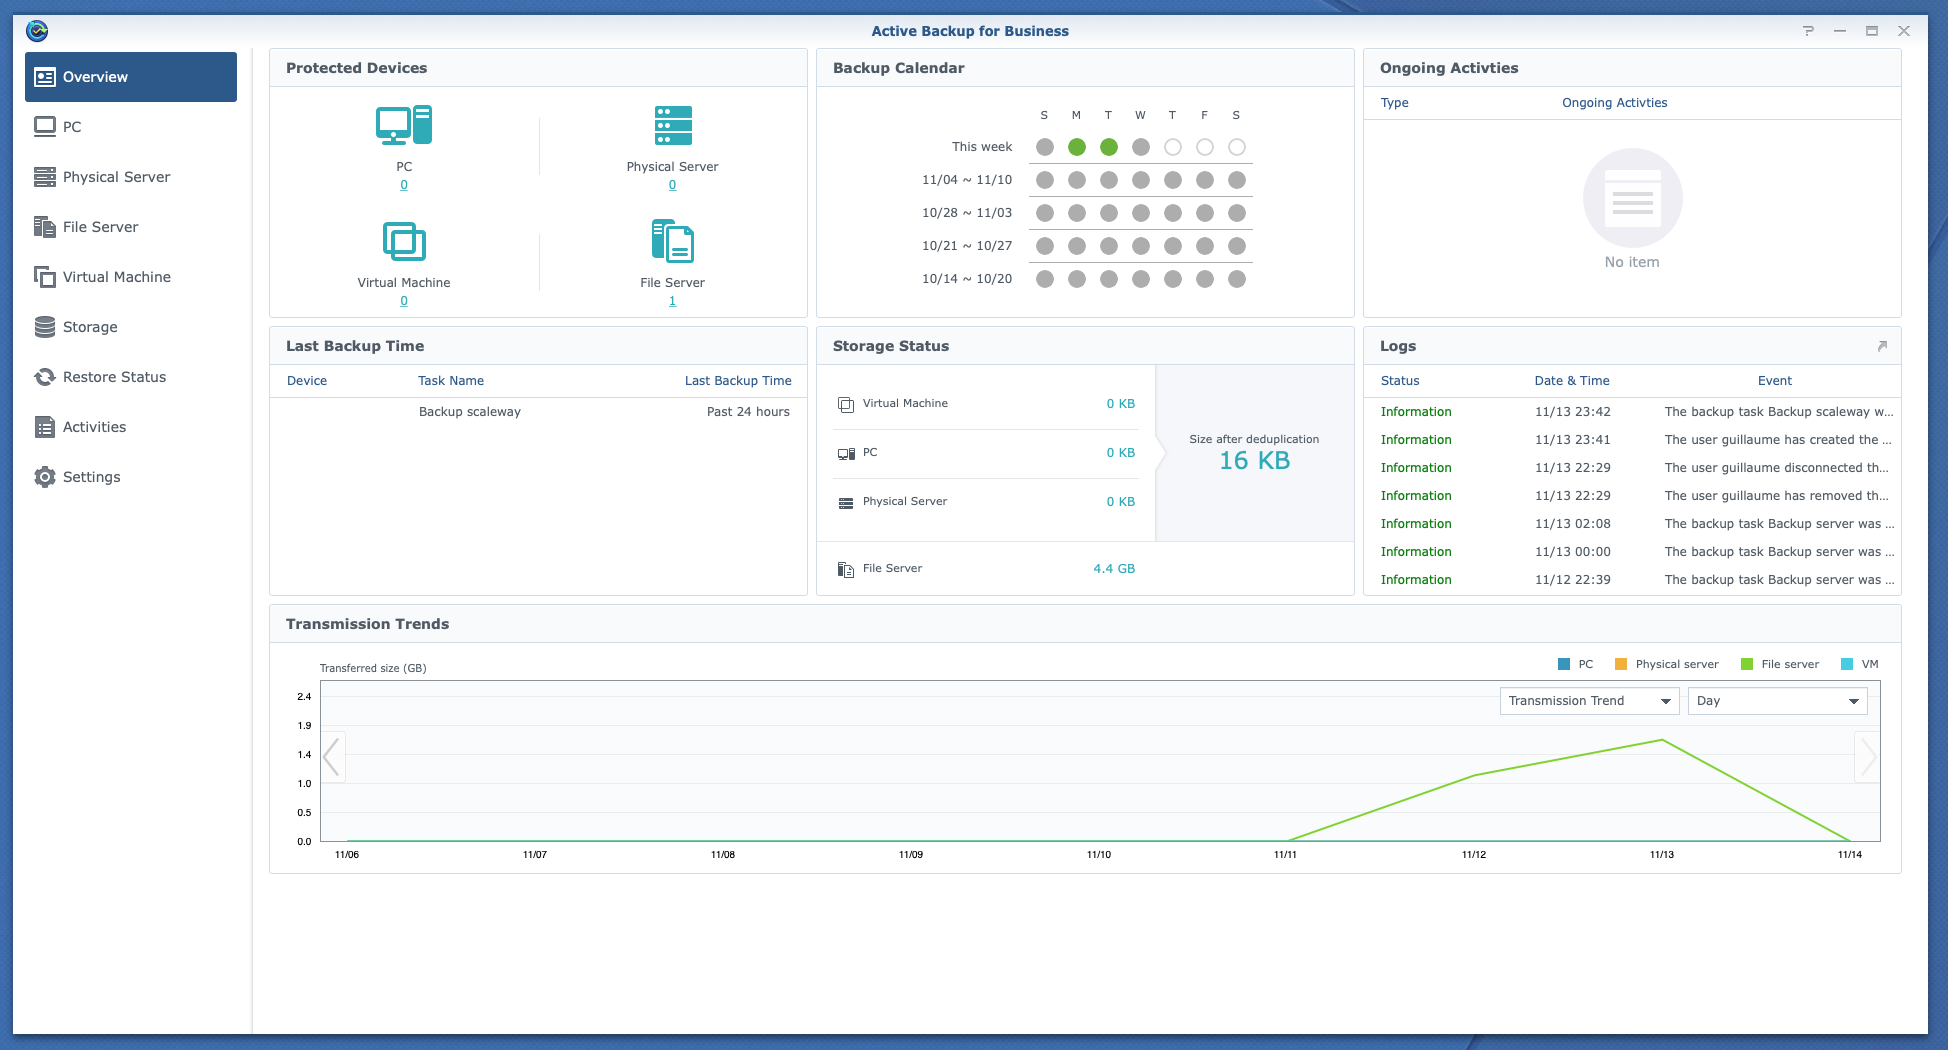 Active Backup for Business
Overview
PC
Physical Server
File Server
Virtual Machine
Storage
Restore Status
Activities
Settings
Protected Devices
PC
0
Physical Server
0
Virtual Machine
0
File Server
1
Backup Calendar
S M T W T F S
This week
11/04 ~ 11/10
10/28 ~ 11/03
10/21 ~ 10/27
10/14 ~ 10/20
Ongoing Activties
Type Ongoing Activties
No item
Last Backup Time
Device Task Name Last Backup Time
Backup scaleway Past 24 hours
Storage Status
Virtual Machine 0 KB
PC 0 KB
Physical Server 0 KB
Size after deduplication
16 KB
File Server 4.4 GB
Logs
Status Date & Time Event
Information 11/13 23:42 The backup task Backup scaleway w...
Information 11/13 23:41 The user guillaume has created the ...
Information 11/13 22:29 The user guillaume disconnected th...
Information 11/13 22:29 The user guillaume has removed th...
Information 11/13 02:08 The backup task Backup server was ...
Information 11/13 00:00 The backup task Backup server was ...
Information 11/12 22:39 The backup task Backup server was ...
Transmission Trends
Transferred size (GB)
PC Physical server File server VM
Transmission Trend Day
2.4
1.9
1.4
1.0
0.5
0.0
11/06 11/07 11/08 11/09 11/10 11/11 11/12 11/13 11/14